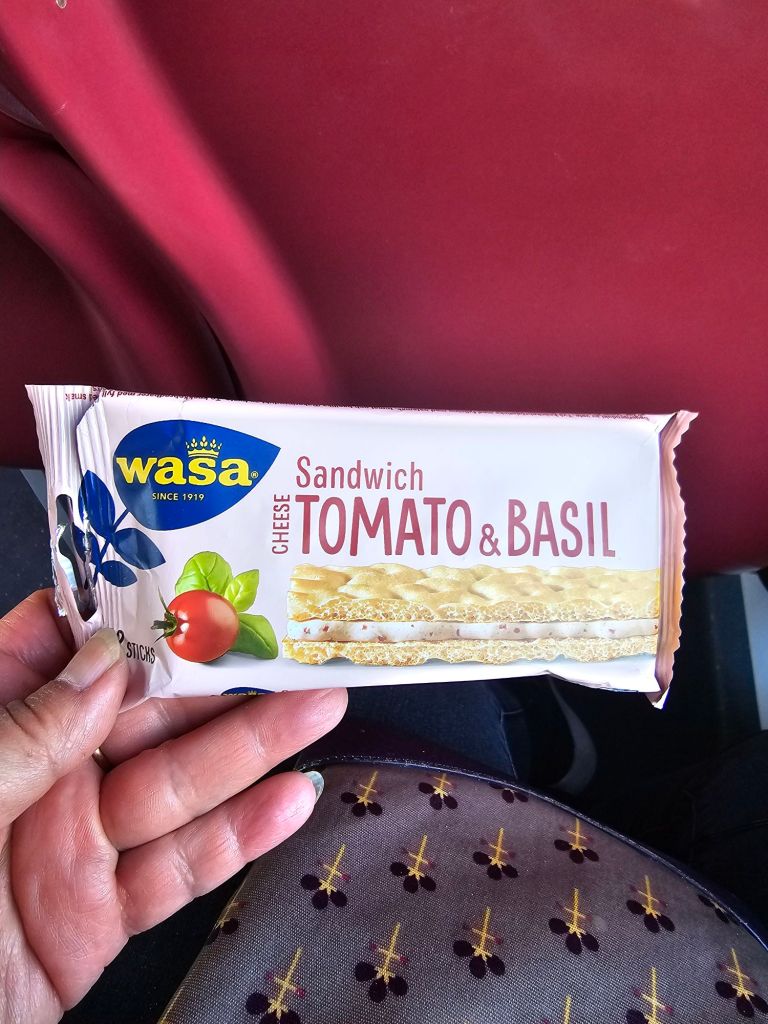 wasa®
SINCE 1919
Sandwich
CHEESE
TOMATO & BASIL
STICKS